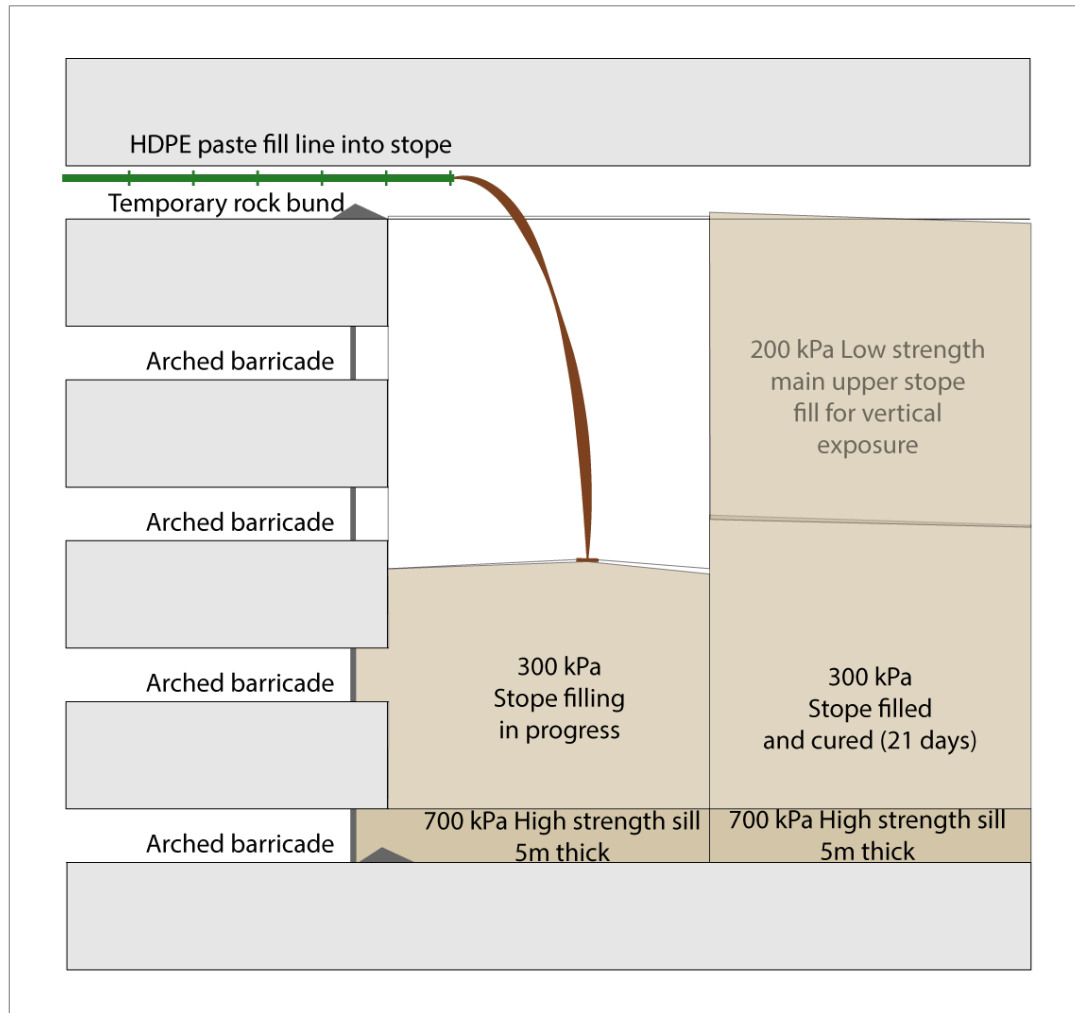 HDPE paste fill line into stope
Temporary rock bund
Arched barricade
200 kPa Low strength
main upper stope
fill for vertical
exposure
Arched barricade
300 kPa
Stope filling
in progress
300 kPa
Stope filled
and cured (21 days)
Arched barricade
700 kPa High strength sill
5m thick
700 kPa High strength sill
5m thick
Arched barricade